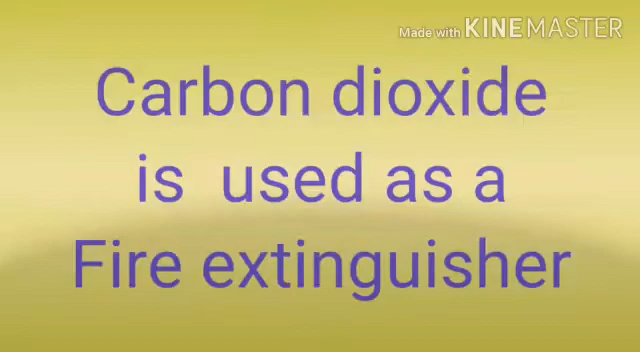 Made with KINEMASTER
Carbon dioxide
is used as a
Fire extinguisher